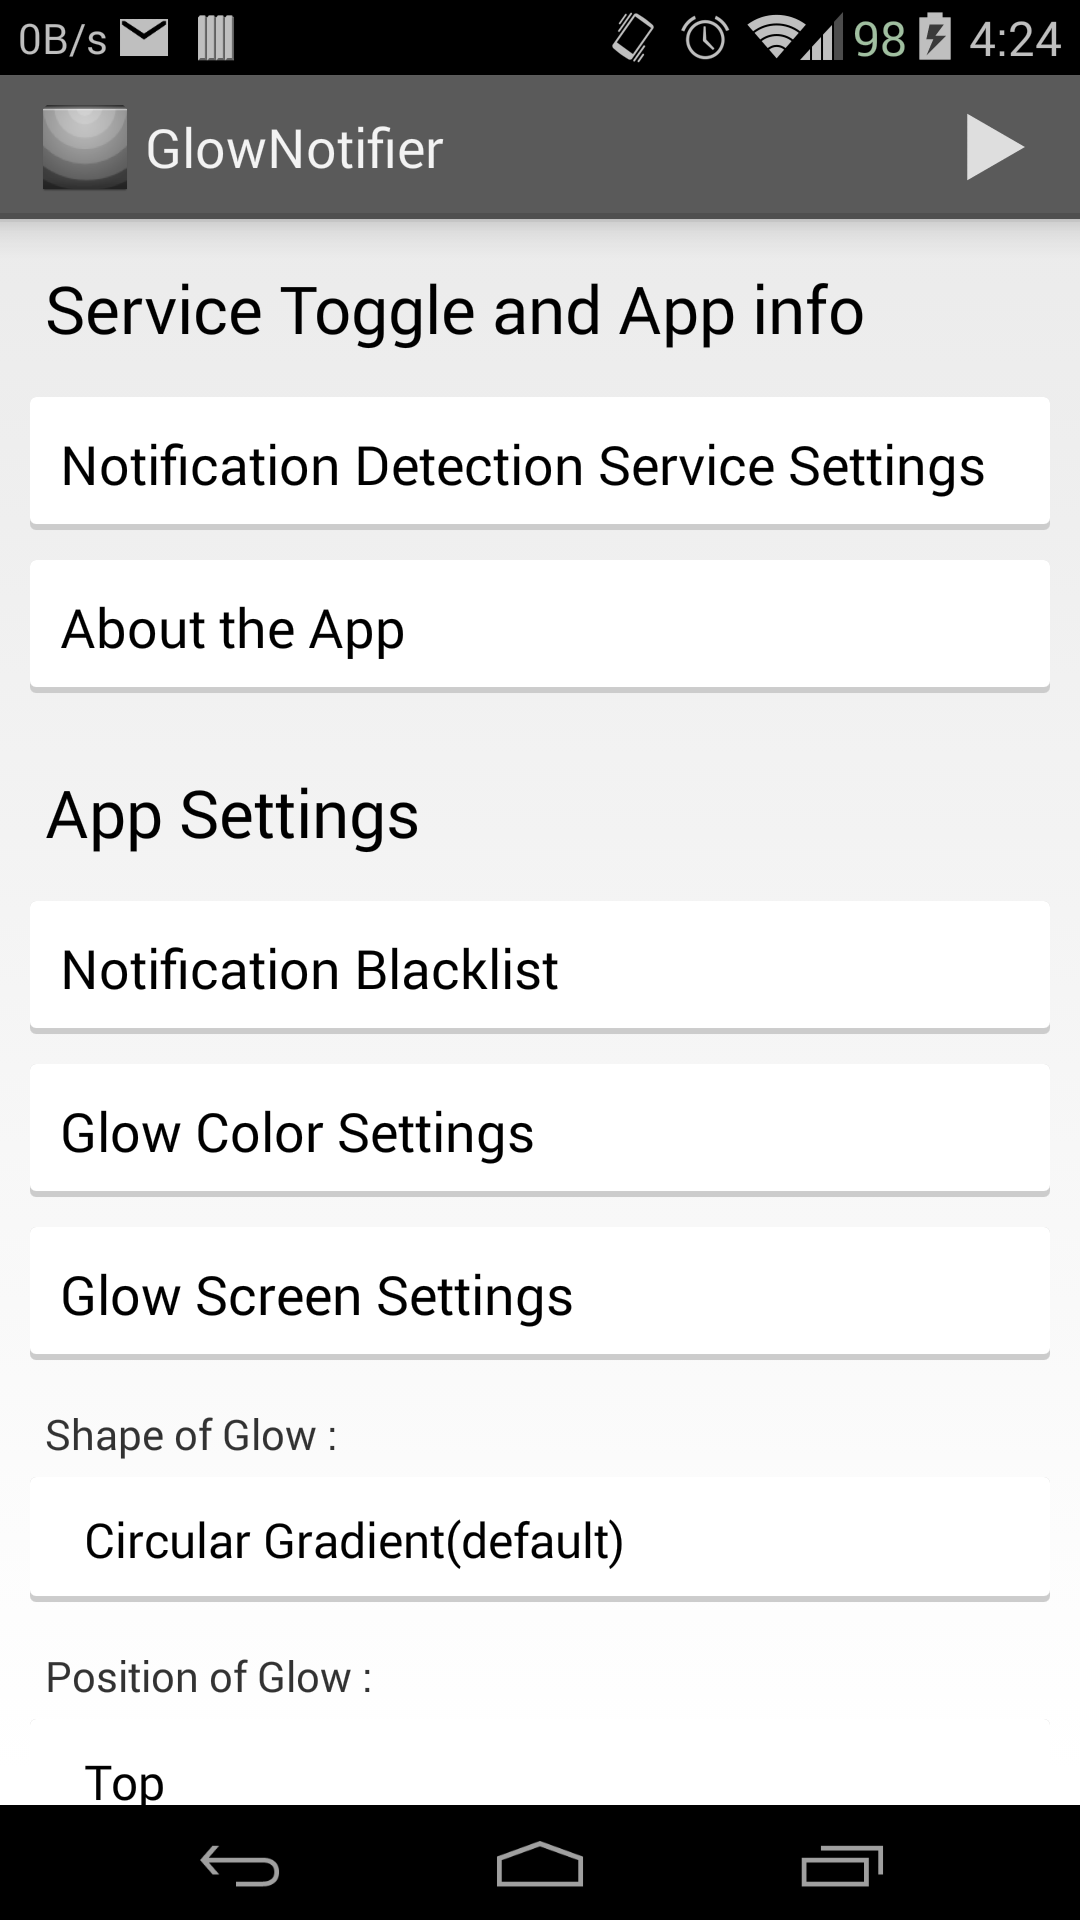 0B/s 98 4:24
GlowNotifier
Service Toggle and App info
Notification Detection Service Settings
About the App
App Settings
Notification Blacklist
Glow Color Settings
Glow Screen Settings
Shape of Glow :
Circular Gradient(default)
Position of Glow :
Top